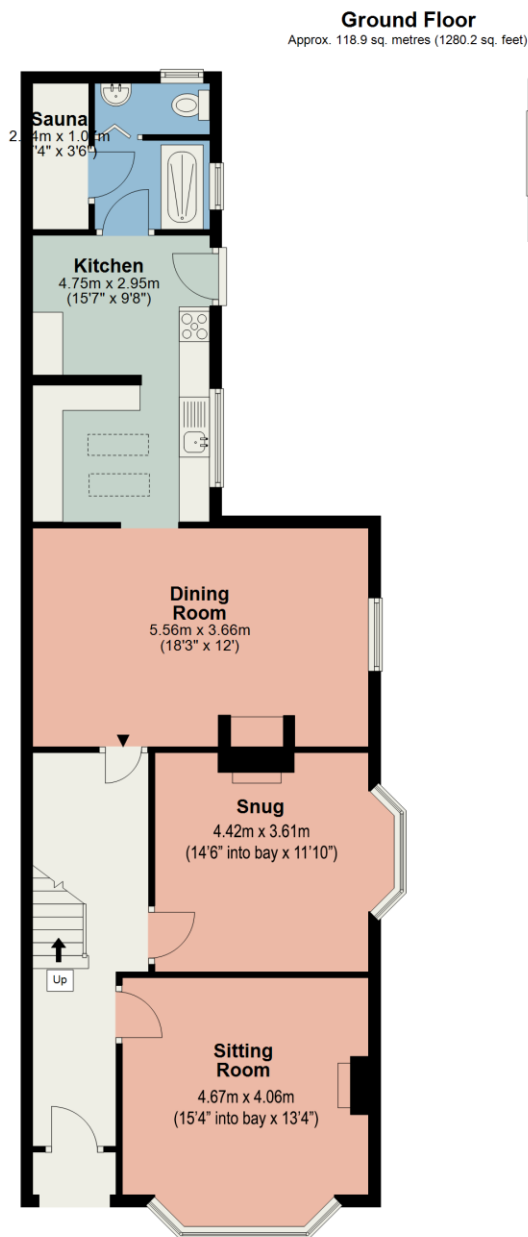 Ground Floor
Approx. 118.9 sq. metres (1280.2 sq. feet)
Sauna
Kitchen
4.75m x 2.95m
(15'7" x 9'8")
Dining
Room
5.56m x 3.66m
(18'3" x 12')
Snug
4.42m x 3.61m
(14'6" into bay x 11'10")
Up
Sitting
Room
4.67m x 4.06m
(15'4" into bay x 13'4")